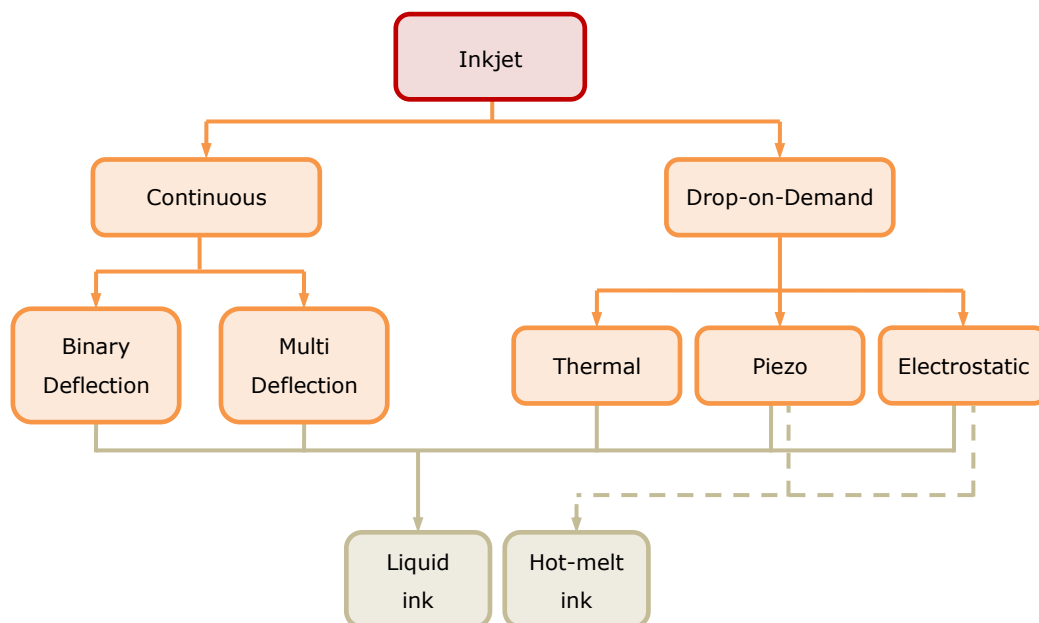 Inkjet
Continuous
Drop-on-Demand
Binary
Deflection
Multi
Deflection
Thermal
Piezo
Electrostatic
Liquid
ink
Hot-melt
ink